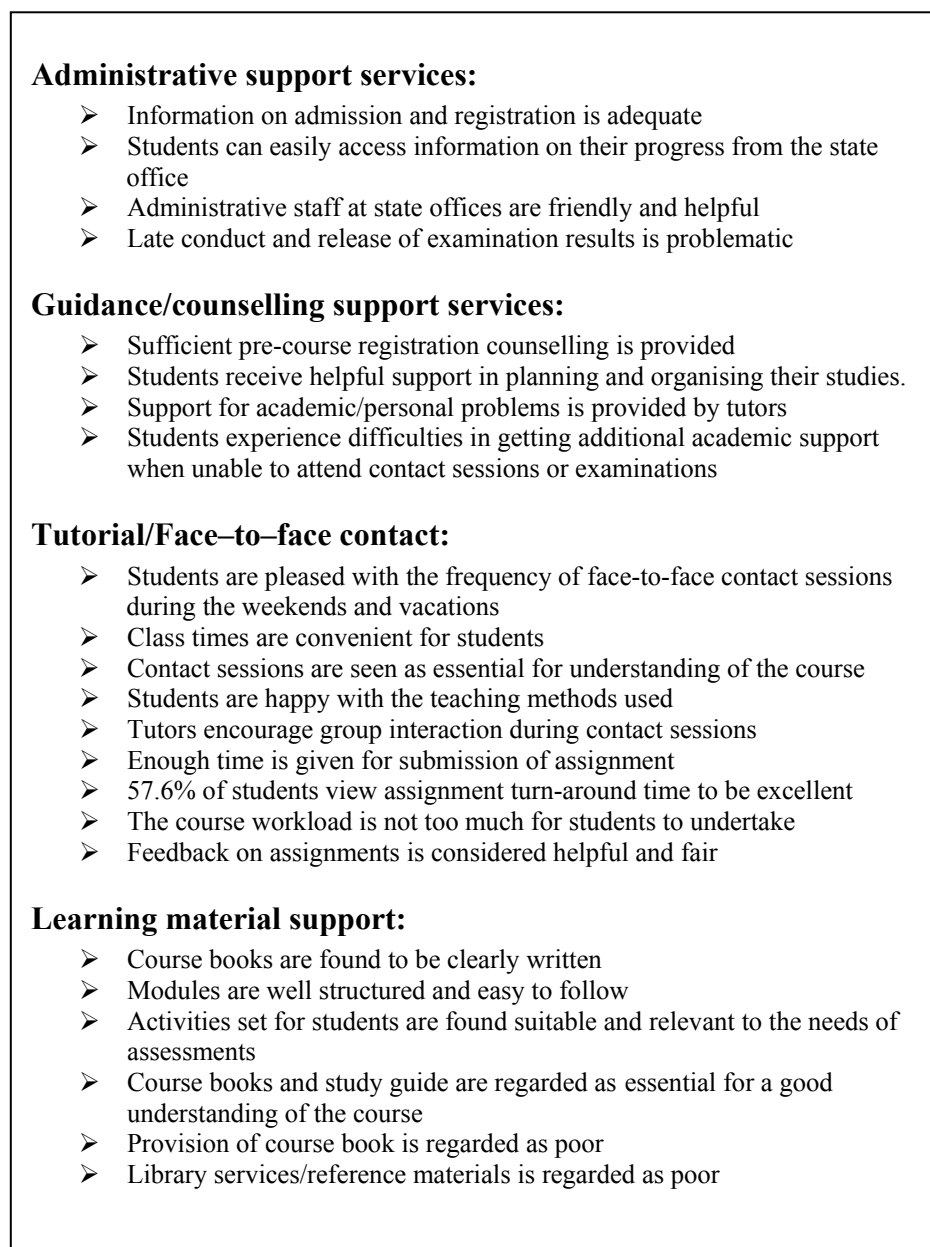 Administrative support services:
➢ Information on admission and registration is adequate
➢ Students can easily access information on their progress from the state
office
➢ Administrative staff at state offices are friendly and helpful
➢ Late conduct and release of examination results is problematic
Guidance/counselling support services:
➢ Sufficient pre-course registration counselling is provided
➢ Students receive helpful support in planning and organising their studies.
➢ Support for academic/personal problems is provided by tutors
➢ Students experience difficulties in getting additional academic support
when unable to attend contact sessions or examinations
Tutorial/Face–to–face contact:
➢ Students are pleased with the frequency of face-to-face contact sessions
during the weekends and vacations
➢ Class times are convenient for students
➢ Contact sessions are seen as essential for understanding of the course
➢ Students are happy with the teaching methods used
➢ Tutors encourage group interaction during contact sessions
➢ Enough time is given for submission of assignment
➢ 57.6% of students view assignment turn-around time to be excellent
➢ The course workload is not too much for students to undertake
➢ Feedback on assignments is considered helpful and fair
Learning material support:
➢ Course books are found to be clearly written
➢ Modules are well structured and easy to follow
➢ Activities set for students are found suitable and relevant to the needs of
assessments
➢ Course books and study guide are regarded as essential for a good
understanding of the course
➢ Provision of course book is regarded as poor
➢ Library services/reference materials is regarded as poor